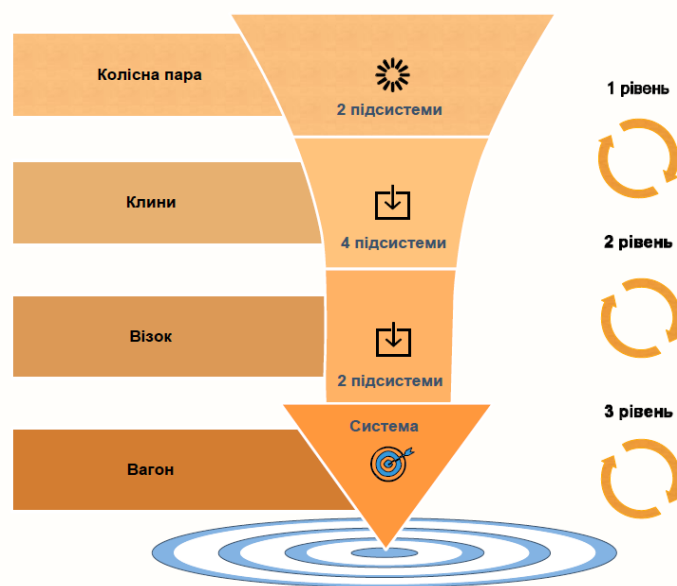 Колісна пара
2 підсистеми
1 рівень
Клини
4 підсистеми
2 рівень
Візок
2 підсистеми
3 рівень
Система
Вагон